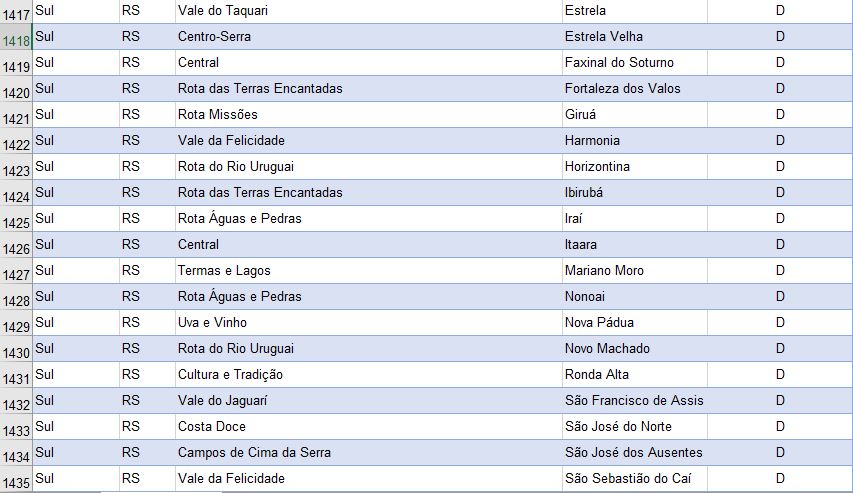 1417 Sul RS Vale do Taquari Estrela D
1418 Sul RS Centro-Serra Estrela Velha D
1419 Sul RS Central Faxinal do Soturno D
1420 Sul RS Rota das Terras Encantadas Fortaleza dos Valos D
1421 Sul RS Rota Missões Giruá D
1422 Sul RS Vale da Felicidade Harmonia D
1423 Sul RS Rota do Rio Uruguai Horizontina D
1424 Sul RS Rota das Terras Encantadas Ibirubá D
1425 Sul RS Rota Águas e Pedras Iraí D
1426 Sul RS Central Itaara D
1427 Sul RS Termas e Lagos Mariano Moro D
1428 Sul RS Rota Águas e Pedras Nonoai D
1429 Sul RS Uva e Vinho Nova Pádua D
1430 Sul RS Rota do Rio Uruguai Novo Machado D
1431 Sul RS Cultura e Tradição Ronda Alta D
1432 Sul RS Vale do Jaguarí São Francisco de Assis D
1433 Sul RS Costa Doce São José do Norte D
1434 Sul RS Campos de Cima da Serra São José dos Ausentes D
1435 Sul RS Vale da Felicidade São Sebastião do Caí D